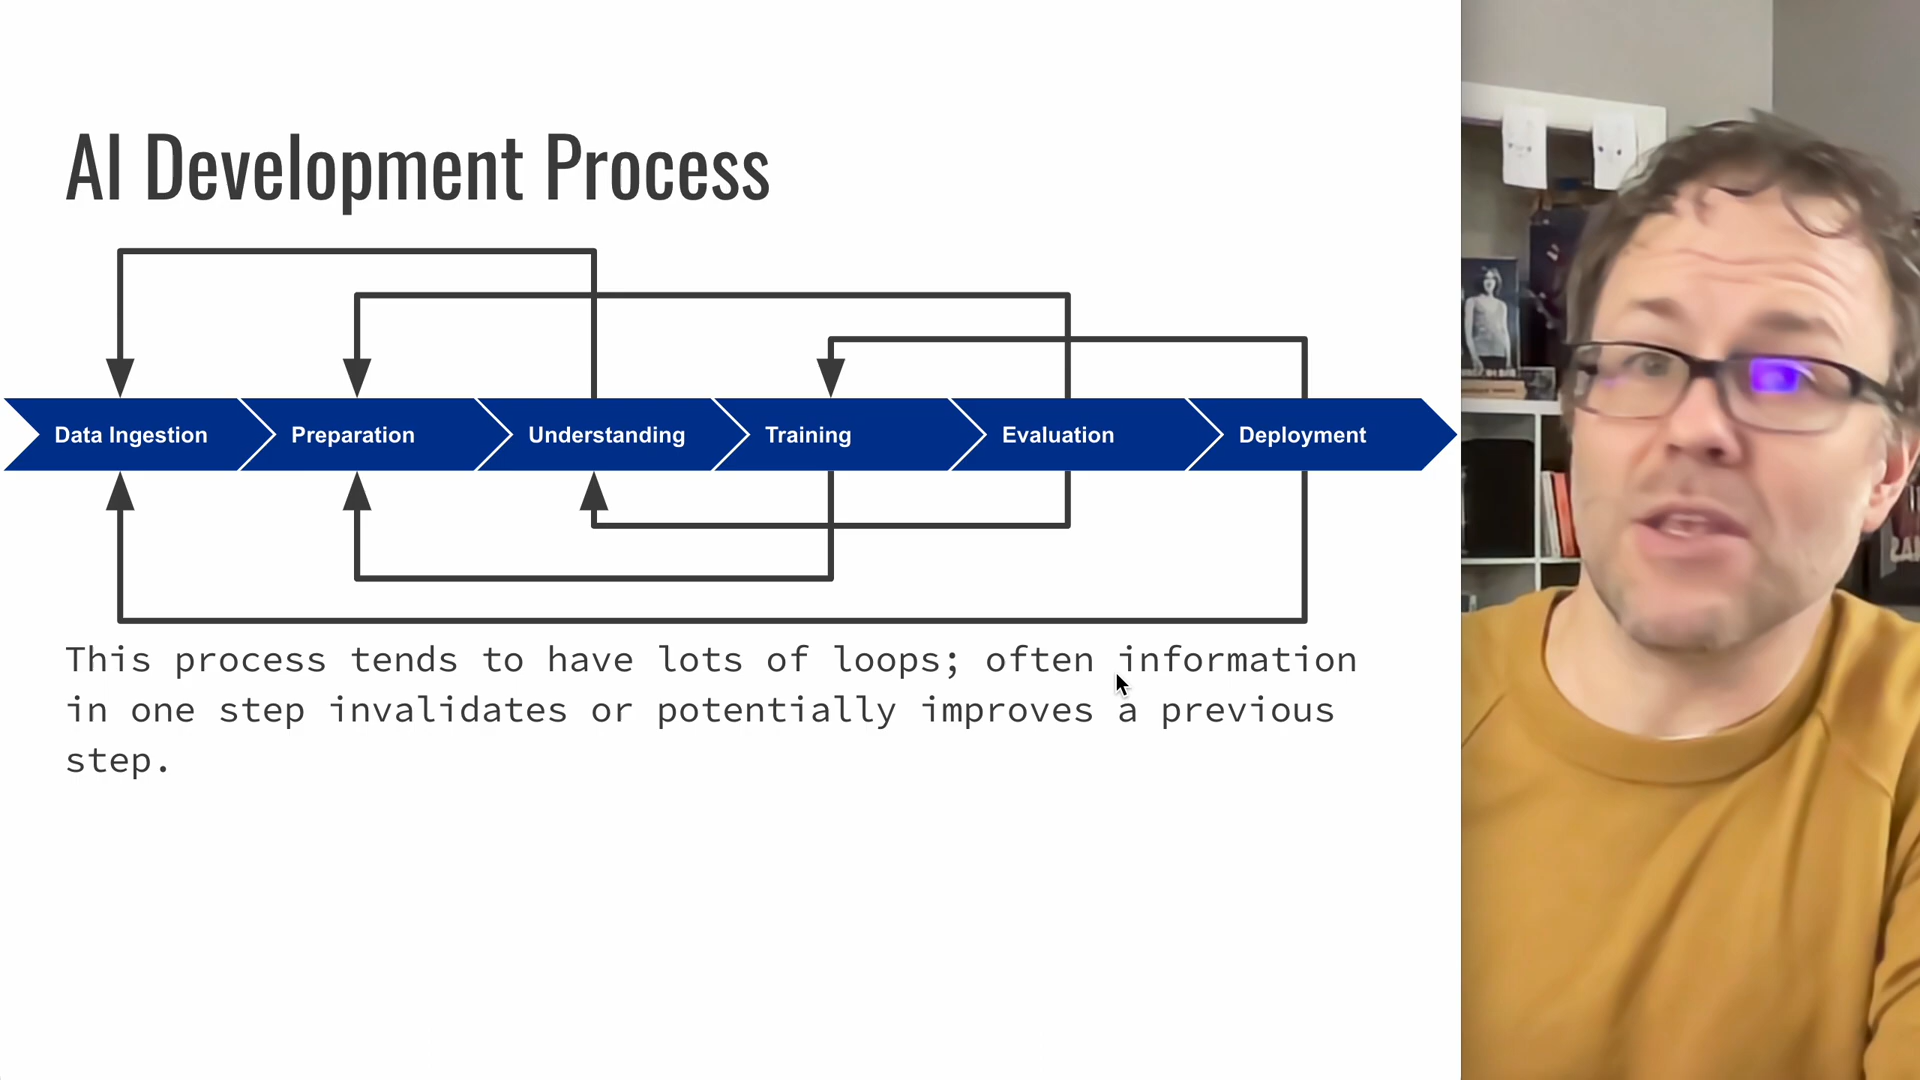 AI Development Process
Data Ingestion
Preparation
Understanding
Training
Evaluation
Deployment
This process tends to have lots of loops; often information
in one step invalidates or potentially improves a previous
step.